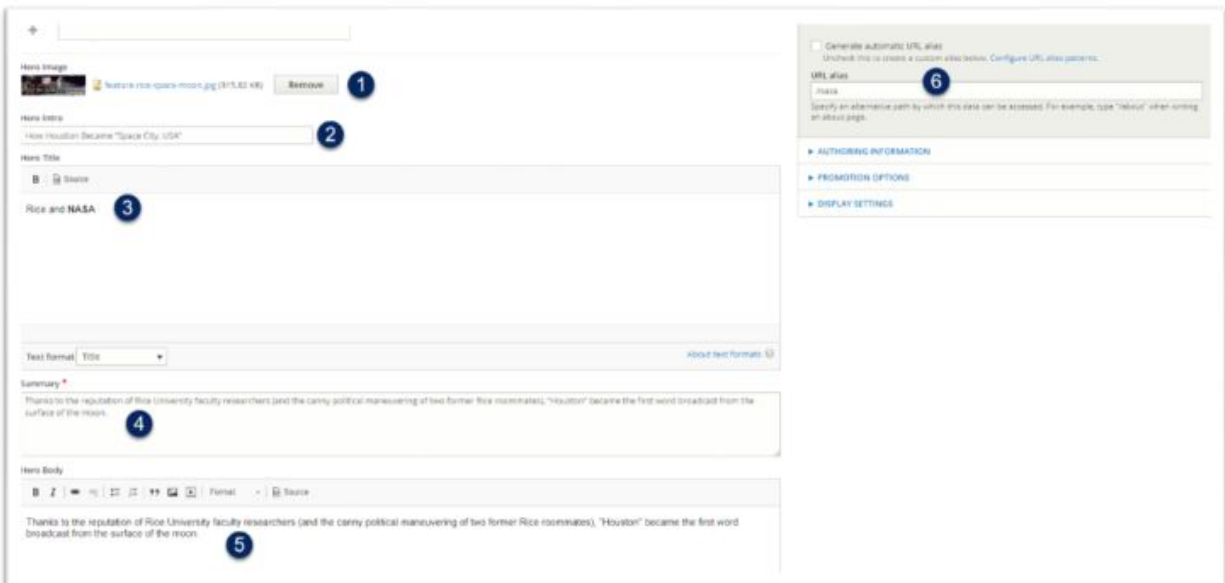 Hero Image
feature-rice-space-moon.jpg (915.82 KB)
Remove
1
Hero Intro
How Houston Became "Space City, USA"
2
Hero Title
B Source
Rice and NASA
3
Text format Title
About text formats
Summary *
Thanks to the reputation of Rice University faculty researchers (and the canny political maneuvering of two former Rice roommates), "Houston" became the first word broadcast from the
surface of the moon.
4
Hero Body
B I Format Source
Thanks to the reputation of Rice University faculty researchers (and the canny political maneuvering of two former Rice roommates), "Houston" became the first word
broadcast from the surface of the moon.
5
Generate automatic URL alias
Uncheck this to create a custom alias below. Configure URL alias patterns.
URL alias
6
/nasa
Specify an alternative path by which this data can be accessed. For example, type "/about" when writing
an about page.
AUTHORING INFORMATION
PROMOTION OPTIONS
DISPLAY SETTINGS